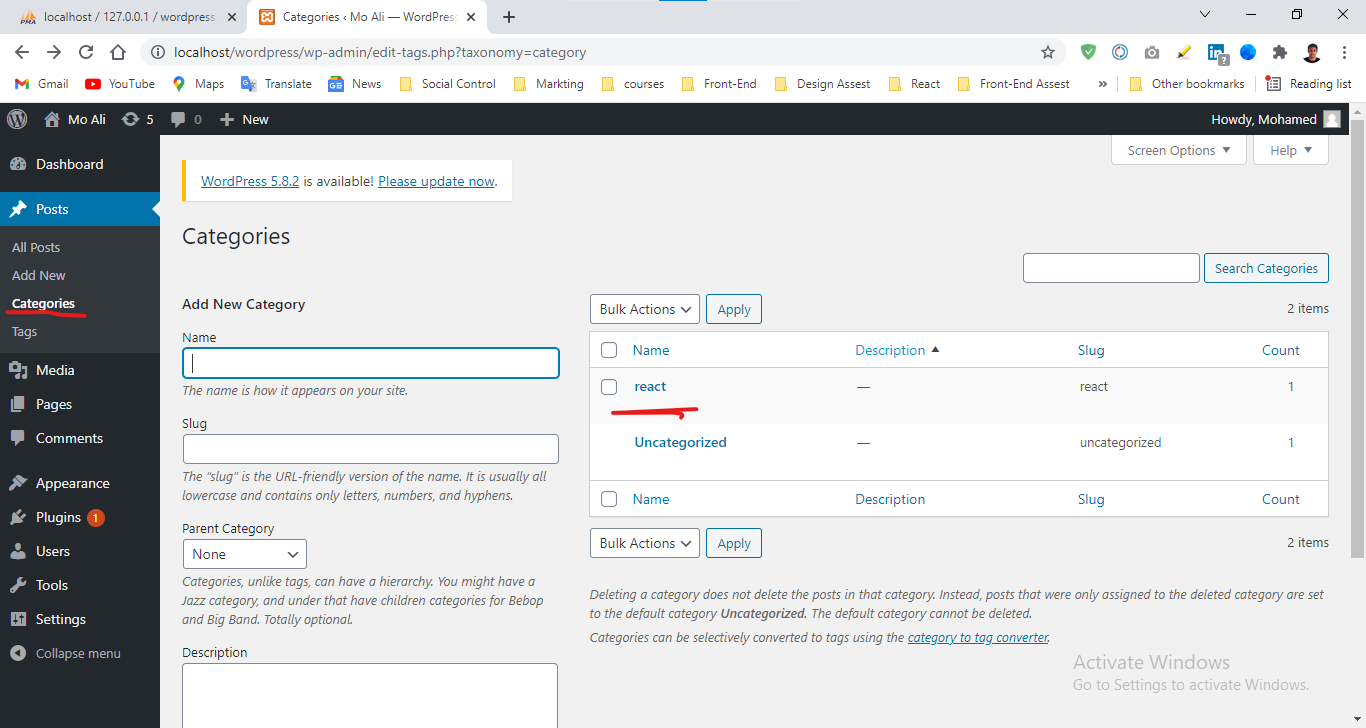 localhost / 127.0.0.1 / wordpress
Categories ‹ Mo Ali — WordPress
localhost/wordpress/wp-admin/edit-tags.php?taxonomy=category
Gmail
YouTube
Maps
Translate
News
Social Control
Markting
courses
Front-End
Design Assest
React
Front-End Assest
»
Other bookmarks
Reading list
Mo Ali
5
0
New
Howdy, Mohamed
Dashboard
Posts
All Posts
Add New
Categories
Tags
Media
Pages
Comments
Appearance
Plugins 1
Users
Tools
Settings
Collapse menu
Screen Options
Help
WordPress 5.8.2 is available! Please update now.
Categories
Search Categories
Add New Category
Name
The name is how it appears on your site.
Slug
The “slug” is the URL-friendly version of the name. It is usually all
lowercase and contains only letters, numbers, and hyphens.
Parent Category
None
Categories, unlike tags, can have a hierarchy. You might have a
Jazz category, and under that have children categories for Bebop
and Big Band. Totally optional.
Description
Bulk Actions
Apply
2 items
Name Description Slug Count
react — react 1
Uncategorized — uncategorized 1
Name Description Slug Count
Bulk Actions
Apply
2 items
Deleting a category does not delete the posts in that category. Instead, posts that were only assigned to the deleted category are set
to the default category Uncategorized. The default category cannot be deleted.
Categories can be selectively converted to tags using the category to tag converter.
Activate Windows
Go to Settings to activate Windows.